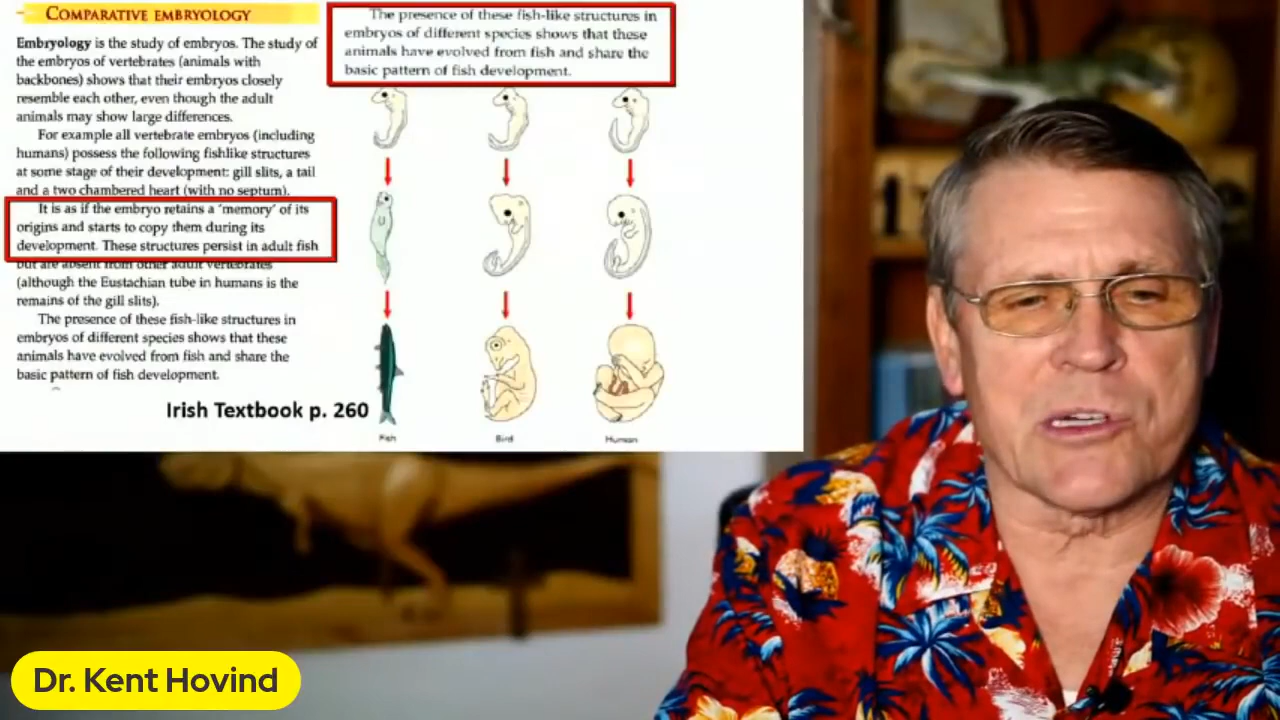 COMPARATIVE EMBRYOLOGY
Embryology is the study of embryos. The study of
the embryos of vertebrates (animals with
backbones) shows that their embryos closely
resemble each other, even though the adult
animals may show large differences.
For example all vertebrate embryos (including
humans) possess the following fishlike structures
at some stage of their development: gill slits, a tail
and a two chambered heart (with no septum).
It is as if the embryo retains a 'memory' of its
origins and starts to copy them during its
development. These structures persist in adult fish
but are absent from other adult vertebrates
(although the Eustachian tube in humans is the
remains of the gill slits).
The presence of these fish-like structures in
embryos of different species shows that these
animals have evolved from fish and share the
basic pattern of fish development.
Irish Textbook p. 260
The presence of these fish-like structures in
embryos of different species shows that these
animals have evolved from fish and share the
basic pattern of fish development.
Fish
Bird
Human
Dr. Kent Hovind